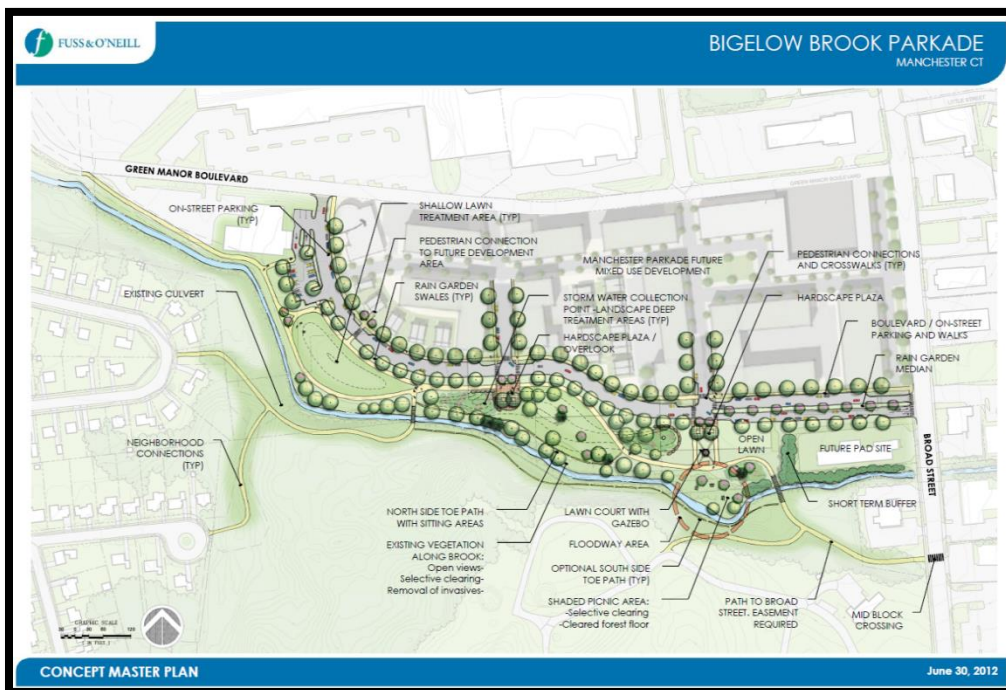 FUSS & O'NEILL
BIGELOW BROOK PARKADE
MANCHESTER CT
LITTLE STREET
GREEN MANOR BOULEVARD
GREEN MANOR BOULEVARD
ON-STREET PARKING
(TYP)
SHALLOW LAWN
TREATMENT AREA (TYP)
PEDESTRIAN CONNECTION
TO FUTURE DEVELOPMENT
AREA
MANCHESTER PARKADE FUTURE
MIXED USE DEVELOPMENT
PEDESTRIAN CONNECTIONS
AND CROSSWALKS (TYP)
EXISTING CULVERT
RAIN GARDEN
SWALES (TYP)
STORM WATER COLLECTION
POINT -LANDSCAPE DEEP
TREATMENT AREAS (TYP)
HARDSCAPE PLAZA
HARDSCAPE PLAZA /
OVERLOOK
BOULEVARD / ON-STREET
PARKING AND WALKS
RAIN GARDEN
MEDIAN
NEIGHBORHOOD
CONNECTIONS
(TYP)
OPEN
LAWN
FUTURE PAD SITE
BROAD STREET
NORTH SIDE TOE PATH
WITH SITTING AREAS
LAWN COURT WITH
GAZEBO
SHORT TERM BUFFER
EXISTING VEGETATION
ALONG BROOK:
Open views-
Selective clearing-
Removal of invasives-
FLOODWAY AREA
OPTIONAL SOUTH SIDE
TOE PATH (TYP)
SHADED PICNIC AREA:
-Selective clearing
-Cleared forest floor
PATH TO BROAD
STREET. EASEMENT
REQUIRED
MID BLOCK
CROSSING
GRAPHIC SCALE
CONCEPT MASTER PLAN
June 30, 2012